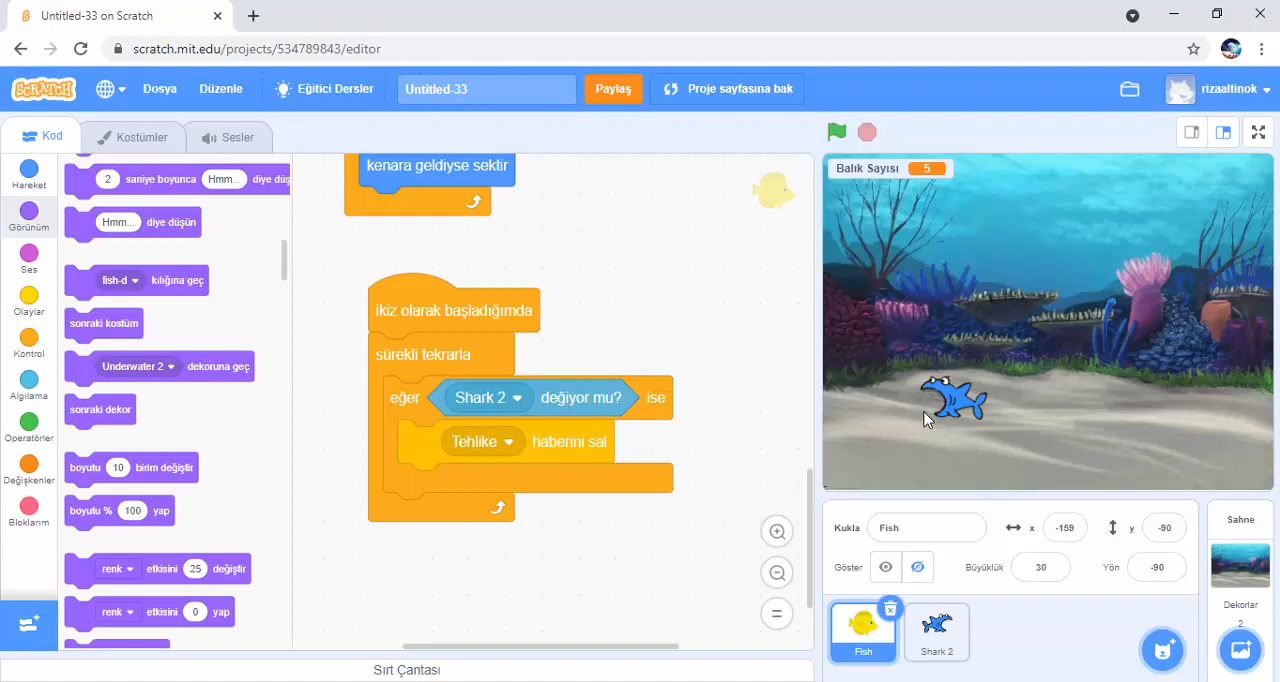 Untitled-33 on Scratch
scratch.mit.edu/projects/534789843/editor
SCRATCH Dosya Düzenle Eğitici Dersler Untitled-33 Paylaş Proje sayfasına bak rizaaltinok
Kod Kostümler Sesler
Hareket
Görünüm
Ses
Olaylar
Kontrol
Algılama
Operatörler
Değişkenler
Bloklarım
2 saniye boyunca Hmm... diye düş
Hmm... diye düşün
fish-d kılığına geç
sonraki kostüm
Underwater 2 dekoruna geç
sonraki dekor
boyutu 10 birim değiştir
boyutu % 100 yap
renk etkisini 25 değiştir
renk etkisini 0 yap
kenara geldiyse sektir
ikiz olarak başladığımda
sürekli tekrarla
eğer Shark 2 değiyor mu? ise
Tehlike haberini sal
Sırt Çantası
Balık Sayısı 5
Kukla Fish x -159 y -90
Göster Büyüklük 30 Yön -90
Fish
Shark 2
Sahne
Dekorlar
2